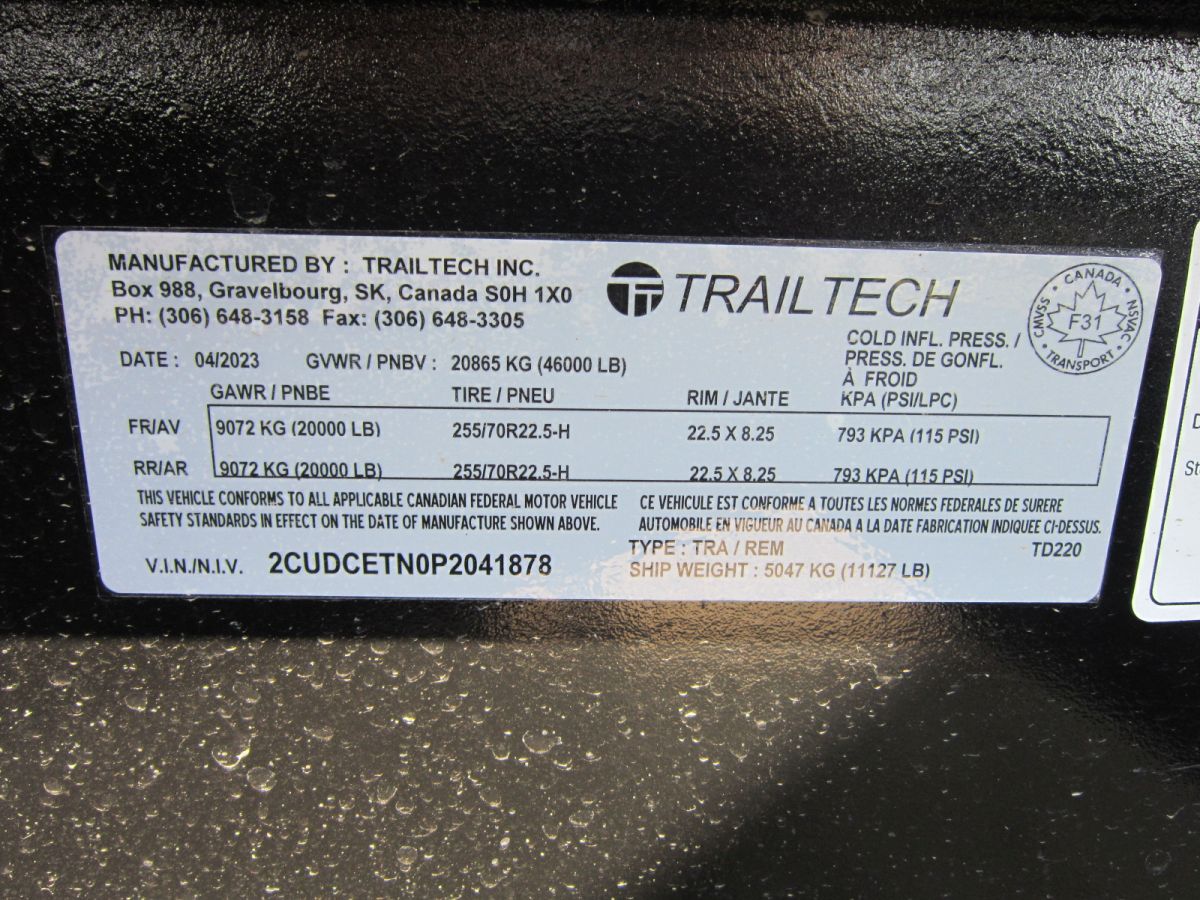 MANUFACTURED BY : TRAILTECH INC.
Box 988, Gravelbourg, SK, Canada S0H 1X0
PH: (306) 648-3158 Fax: (306) 648-3305
TRAILTECH
CANADA
CMVSS NSVAC
F31
TRANSPORT
DATE : 04/2023 GVWR / PNBV : 20865 KG (46000 LB)
COLD INFL. PRESS. /
PRESS. DE GONFL.
À FROID
GAWR / PNBE TIRE / PNEU RIM / JANTE KPA (PSI/LPC)
FR/AV 9072 KG (20000 LB) 255/70R22.5-H 22.5 X 8.25 793 KPA (115 PSI)
RR/AR 9072 KG (20000 LB) 255/70R22.5-H 22.5 X 8.25 793 KPA (115 PSI)
THIS VEHICLE CONFORMS TO ALL APPLICABLE CANADIAN FEDERAL MOTOR VEHICLE
SAFETY STANDARDS IN EFFECT ON THE DATE OF MANUFACTURE SHOWN ABOVE.
CE VEHICULE EST CONFORME A TOUTES LES NORMES FEDERALES DE SURERE
AUTOMOBILE EN VIGUEUR AU CANADA A LA DATE FABRICATION INDIQUEE CI-DESSUS.
V.I.N./N.I.V. 2CUDCETN0P2041878
TYPE : TRA / REM TD220
SHIP WEIGHT : 5047 KG (11127 LB)